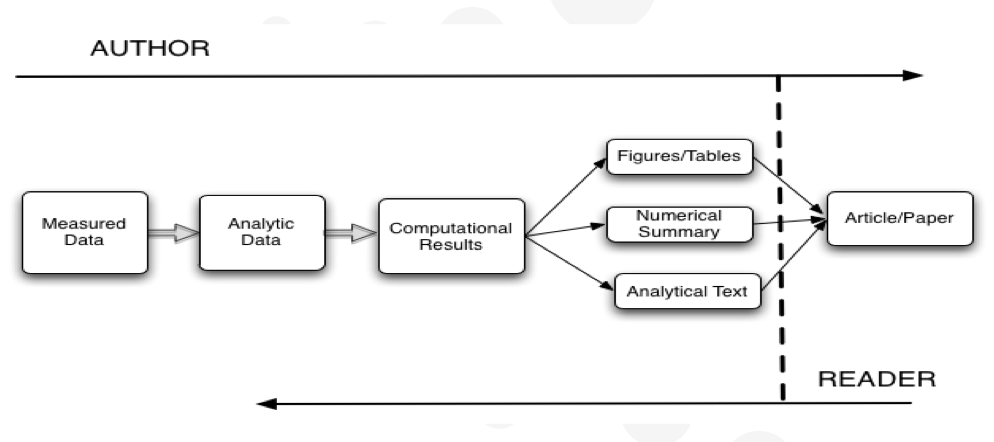 AUTHOR
Measured
Data
Analytic
Data
Computational
Results
Figures/Tables
Numerical
Summary
Analytical Text
Article/Paper
READER